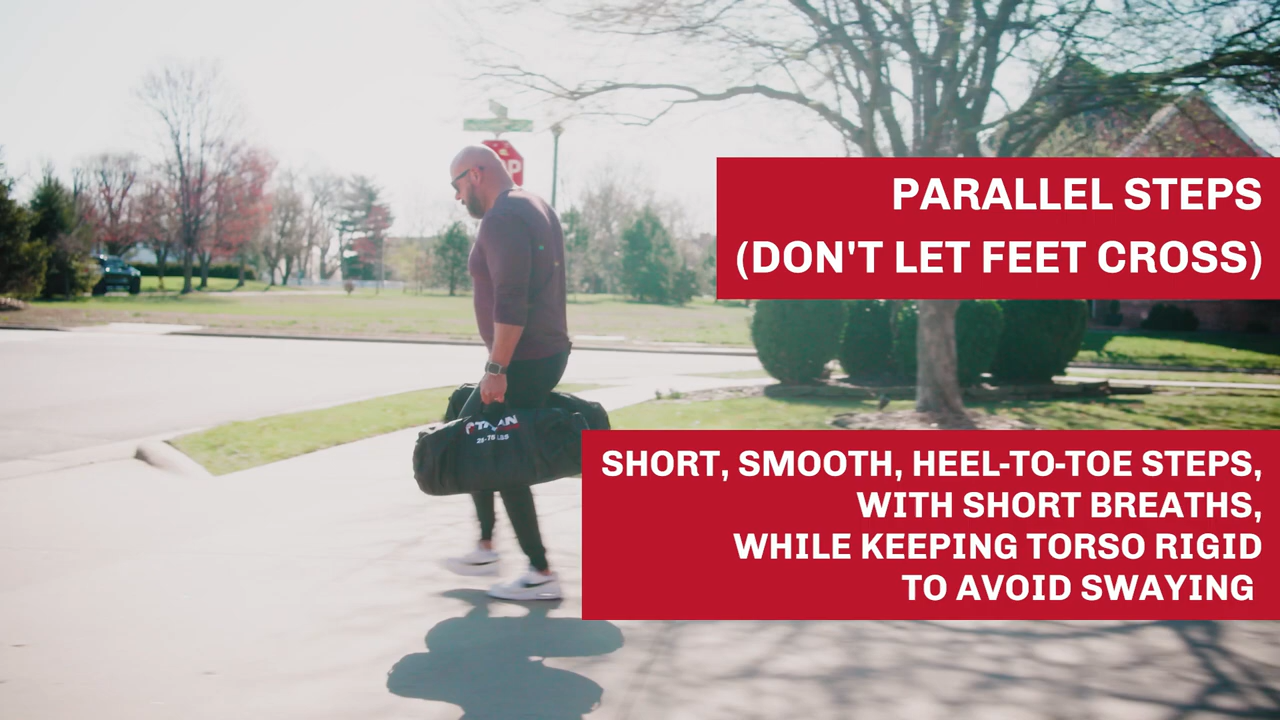 PARALLEL STEPS
(DON'T LET FEET CROSS)
SHORT, SMOOTH, HEEL-TO-TOE STEPS,
WITH SHORT BREATHS,
WHILE KEEPING TORSO RIGID
TO AVOID SWAYING